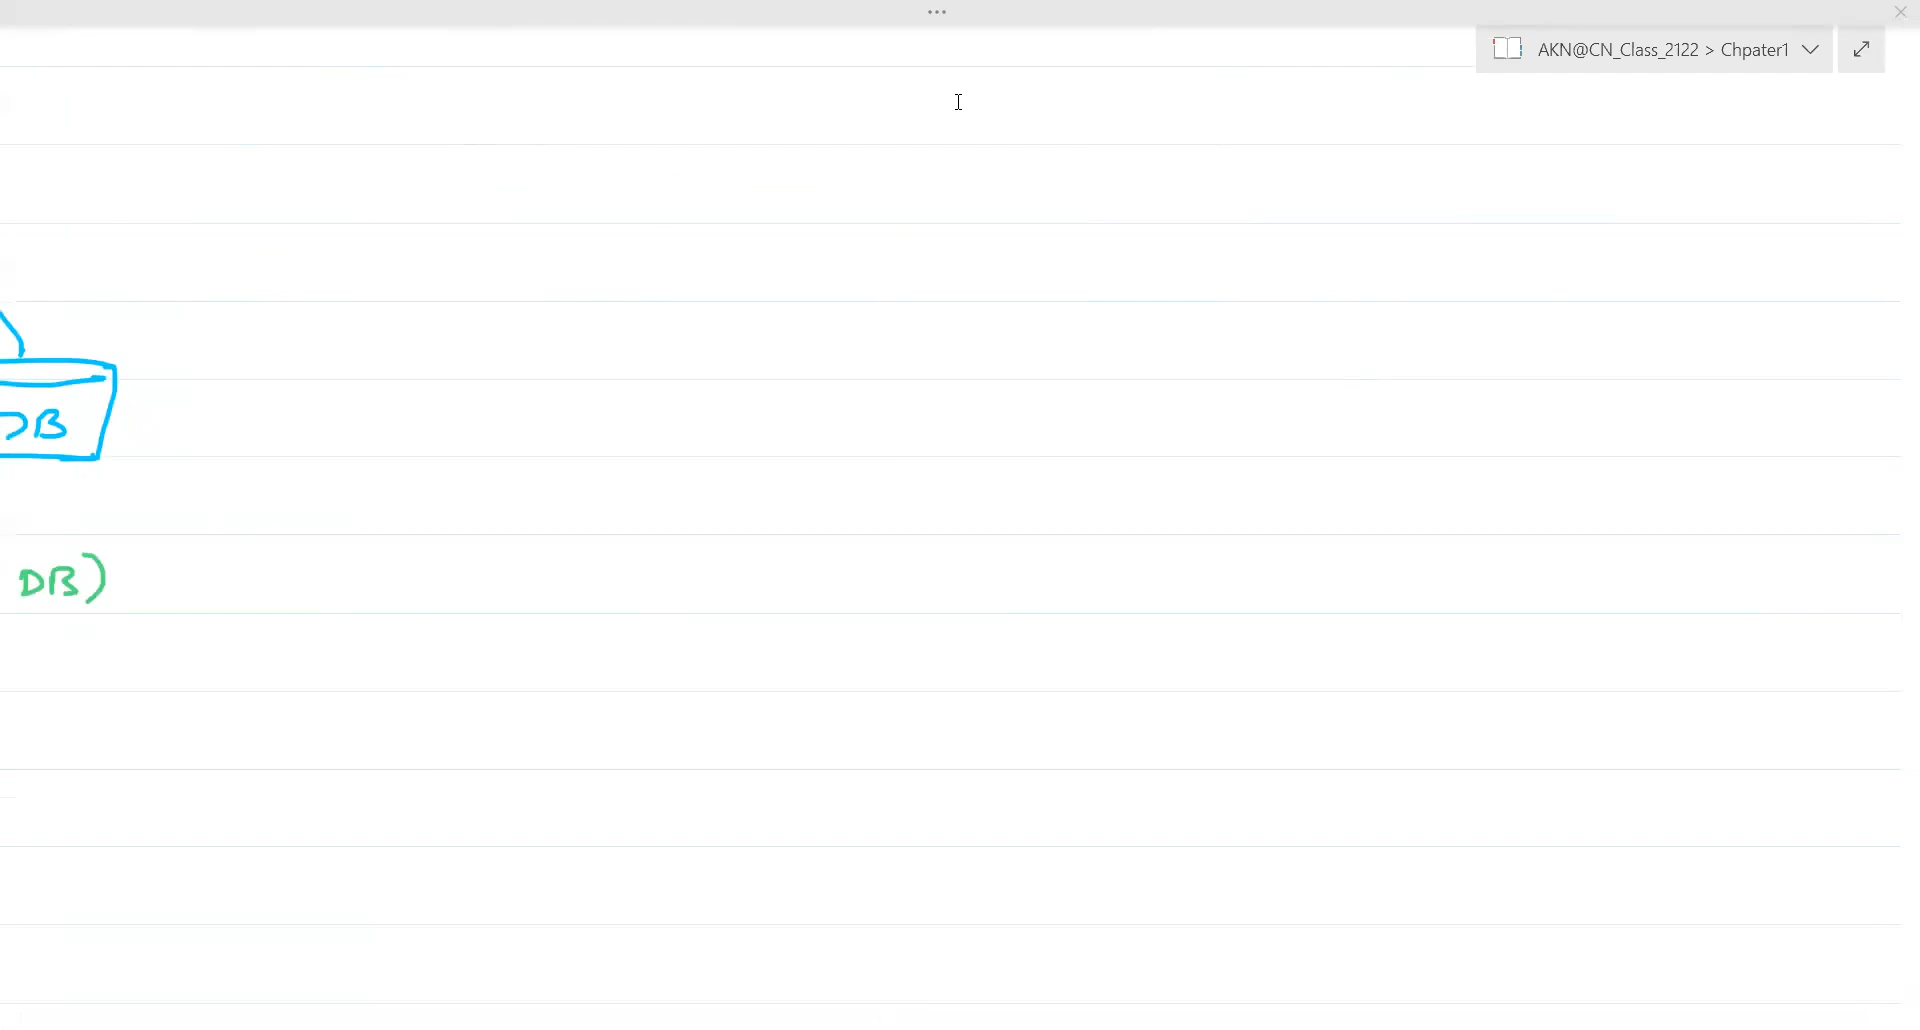 AKN@CN_Class_2122 > Chpater1
DB
DB)